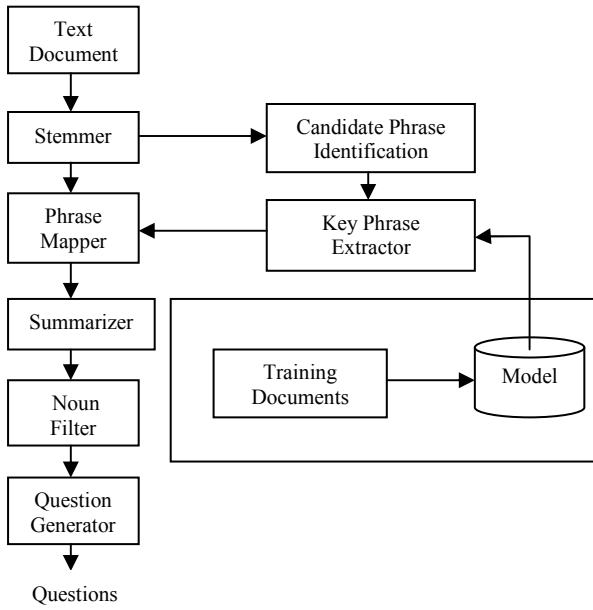 Text
Document
Stemmer
Candidate Phrase
Identification
Phrase
Mapper
Key Phrase
Extractor
Summarizer
Training
Documents
Model
Noun
Filter
Question
Generator
Questions